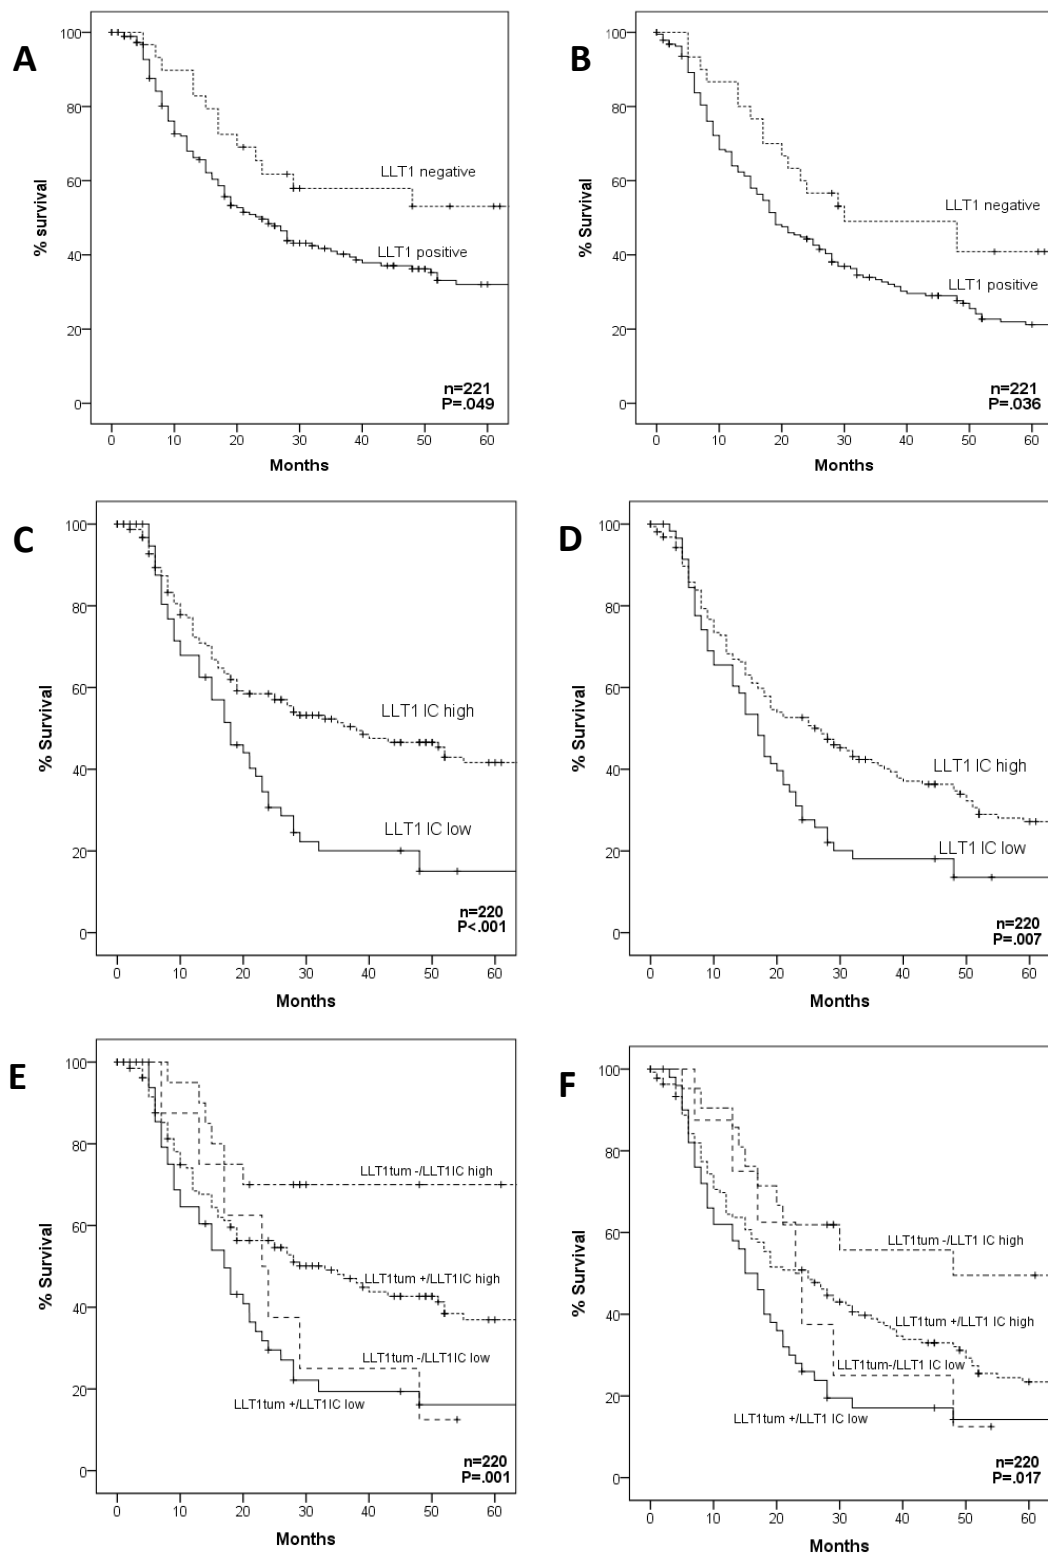 A
100
80
60
40
20
0
% survival
LLT1 negative
LLT1 positive
n=221
P=.049
0 10 20 30 40 50 60
Months
B
100
80
60
40
20
0
% survival
LLT1 negative
LLT1 positive
n=221
P=.036
0 10 20 30 40 50 60
Months
C
100
80
60
40
20
0
% Survival
LLT1 IC high
LLT1 IC low
n=220
P<.001
0 10 20 30 40 50 60
Months
D
100
80
60
40
20
0
% Survival
LLT1 IC high
LLT1 IC low
n=220
P=.007
0 10 20 30 40 50 60
Months
E
100
80
60
40
20
0
% Survival
LLT1tum -/LLT1IC high
LLT1tum +/LLT1IC high
LLT1tum -/LLT1IC low
LLT1tum +/LLT1IC low
n=220
P=.001
0 10 20 30 40 50 60
Months
F
100
80
60
40
20
0
% Survival
LLT1tum -/LLT1 IC high
LLT1tum +/LLT1 IC high
LLT1tum-/LLT1 IC low
LLT1tum +/LLT1 IC low
n=220
P=.017
0 10 20 30 40 50 60
Months